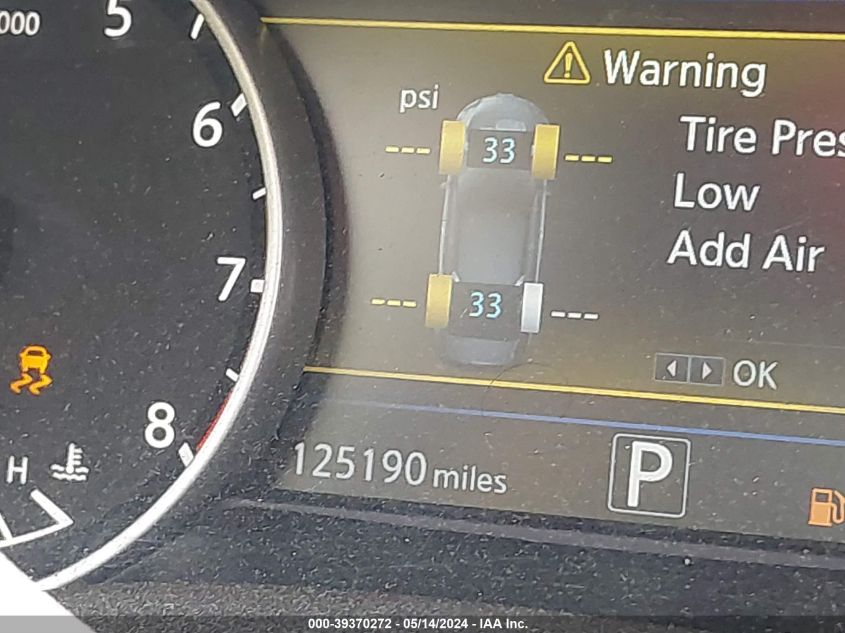 000
5
6
7
8
H
Warning
psi
--- 33 ---
Tire Pres
Low
Add Air
--- 33 ---
OK
125190 miles
P
000-39370272 - 05/14/2024 - IAA Inc.